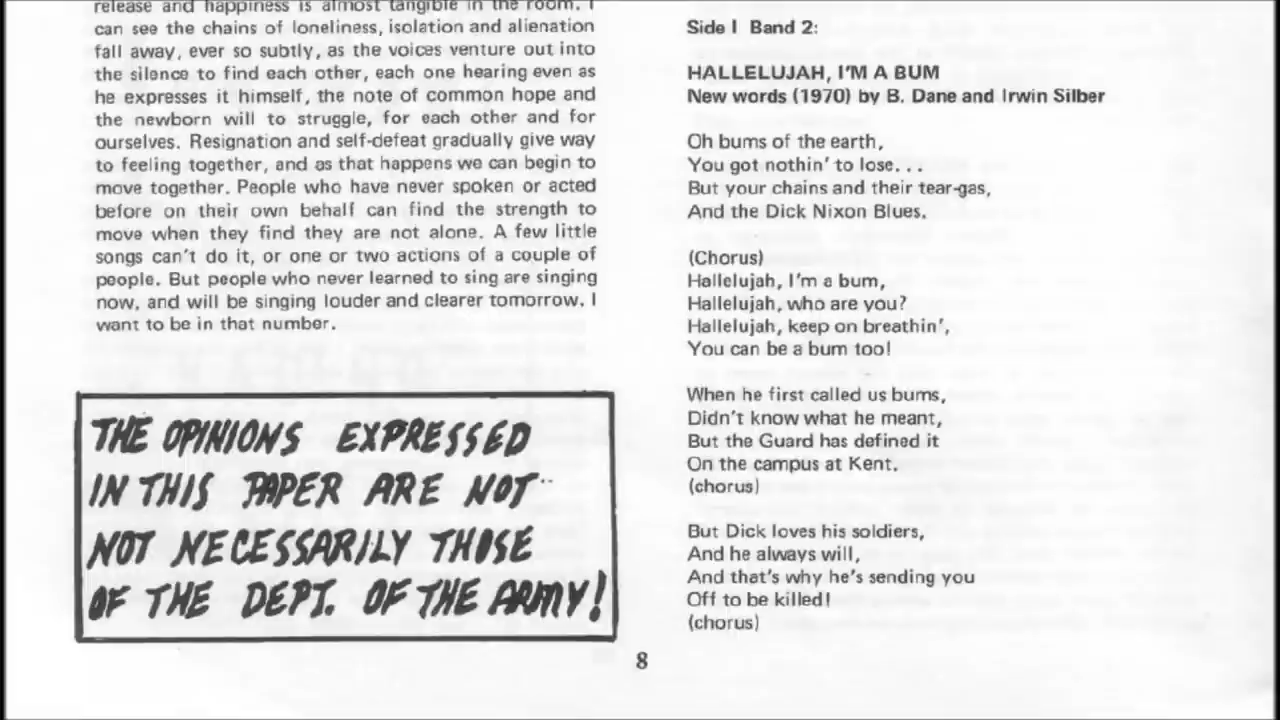 release and happiness is almost tangible in the room. I
can see the chains of loneliness, isolation and alienation
fall away, ever so subtly, as the voices venture out into
the silence to find each other, each one hearing even as
he expresses it himself, the note of common hope and
the newborn will to struggle, for each other and for
ourselves. Resignation and self-defeat gradually give way
to feeling together, and as that happens we can begin to
move together. People who have never spoken or acted
before on their own behalf can find the strength to
move when they find they are not alone. A few little
songs can't do it, or one or two actions of a couple of
people. But people who never learned to sing are singing
now, and will be singing louder and clearer tomorrow. I
want to be in that number.
THE OPINIONS EXPRESSED
IN THIS PAPER ARE NOT
NOT NECESSARILY THOSE
OF THE DEPT. OF THE ARMY!
Side I Band 2:
HALLELUJAH, I'M A BUM
New words (1970) by B. Dane and Irwin Silber
Oh bums of the earth,
You got nothin' to lose. . .
But your chains and their tear-gas,
And the Dick Nixon Blues.
(Chorus)
Hallelujah, I'm a bum,
Hallelujah, who are you?
Hallelujah, keep on breathin',
You can be a bum too!
When he first called us bums,
Didn't know what he meant,
But the Guard has defined it
On the campus at Kent.
(chorus)
But Dick loves his soldiers,
And he always will,
And that's why he's sending you
Off to be killed!
(chorus)
8